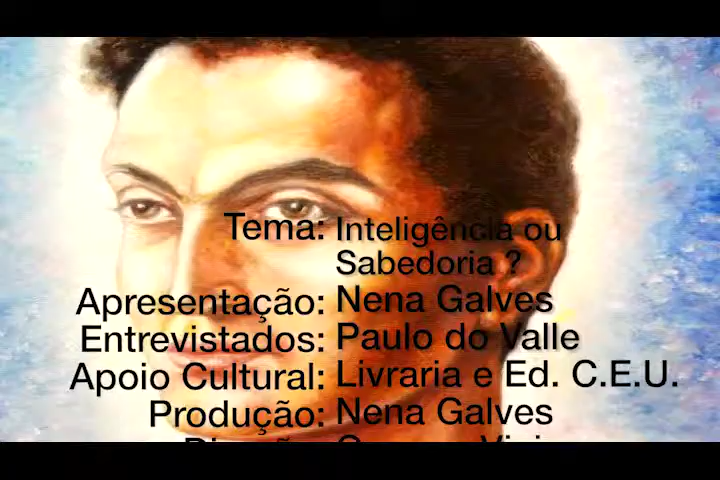 Tema: Inteligência ou
Sabedoria ?
Apresentação: Nena Galves
Entrevistados: Paulo do Valle
Apoio Cultural: Livraria e Ed. C.E.U.
Produção: Nena Galves